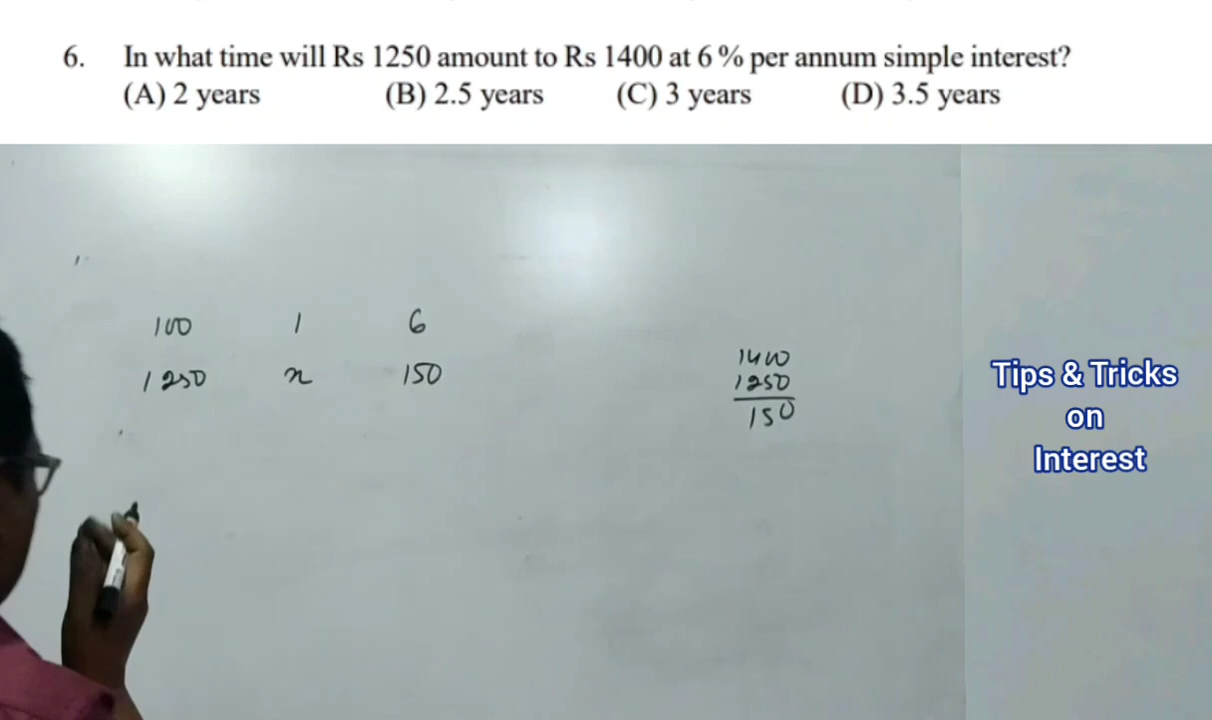 6. In what time will Rs 1250 amount to Rs 1400 at 6 % per annum simple interest?
(A) 2 years (B) 2.5 years (C) 3 years (D) 3.5 years
100 1 6
1250 x 150
1400
1250
150
Tips & Tricks
on
Interest